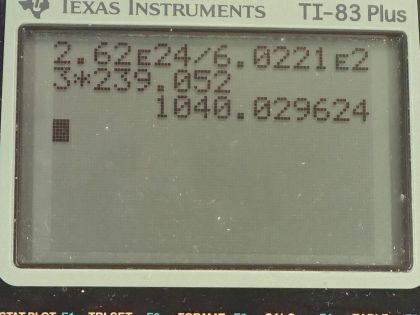 TEXAS INSTRUMENTS TI-83 Plus
2.62E24/6.0221E2
3*239.052
1040.029624